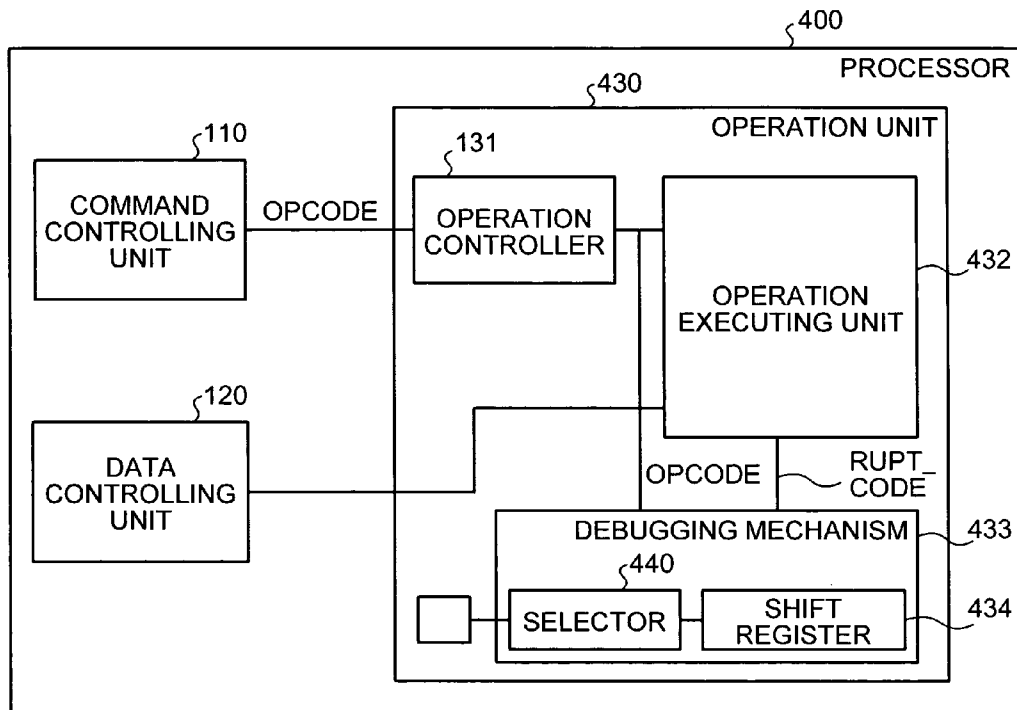 400
PROCESSOR
430
OPERATION UNIT
110
COMMAND
CONTROLLING
UNIT
OPCODE
131
OPERATION
CONTROLLER
OPERATION
EXECUTING UNIT
432
120
DATA
CONTROLLING
UNIT
OPCODE
RUPT_
CODE
DEBUGGING MECHANISM
433
440
SELECTOR
SHIFT
REGISTER
434